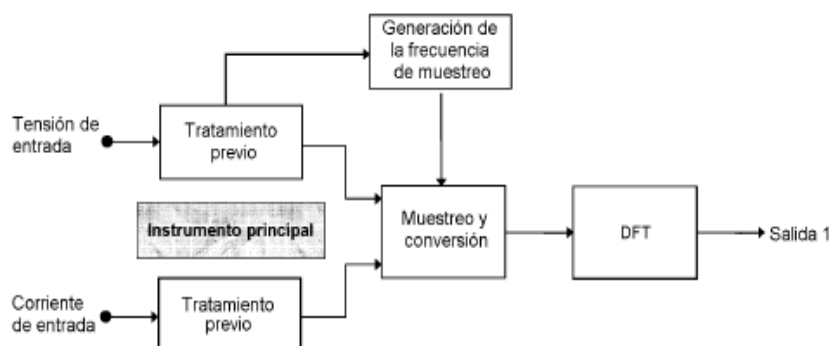 Generación de
la frecuencia
de muestreo
Tensión de
entrada
Tratamiento
previo
Instrumento principal
Muestreo y
conversión
DFT
Salida 1
Corriente
de entrada
Tratamiento
previo